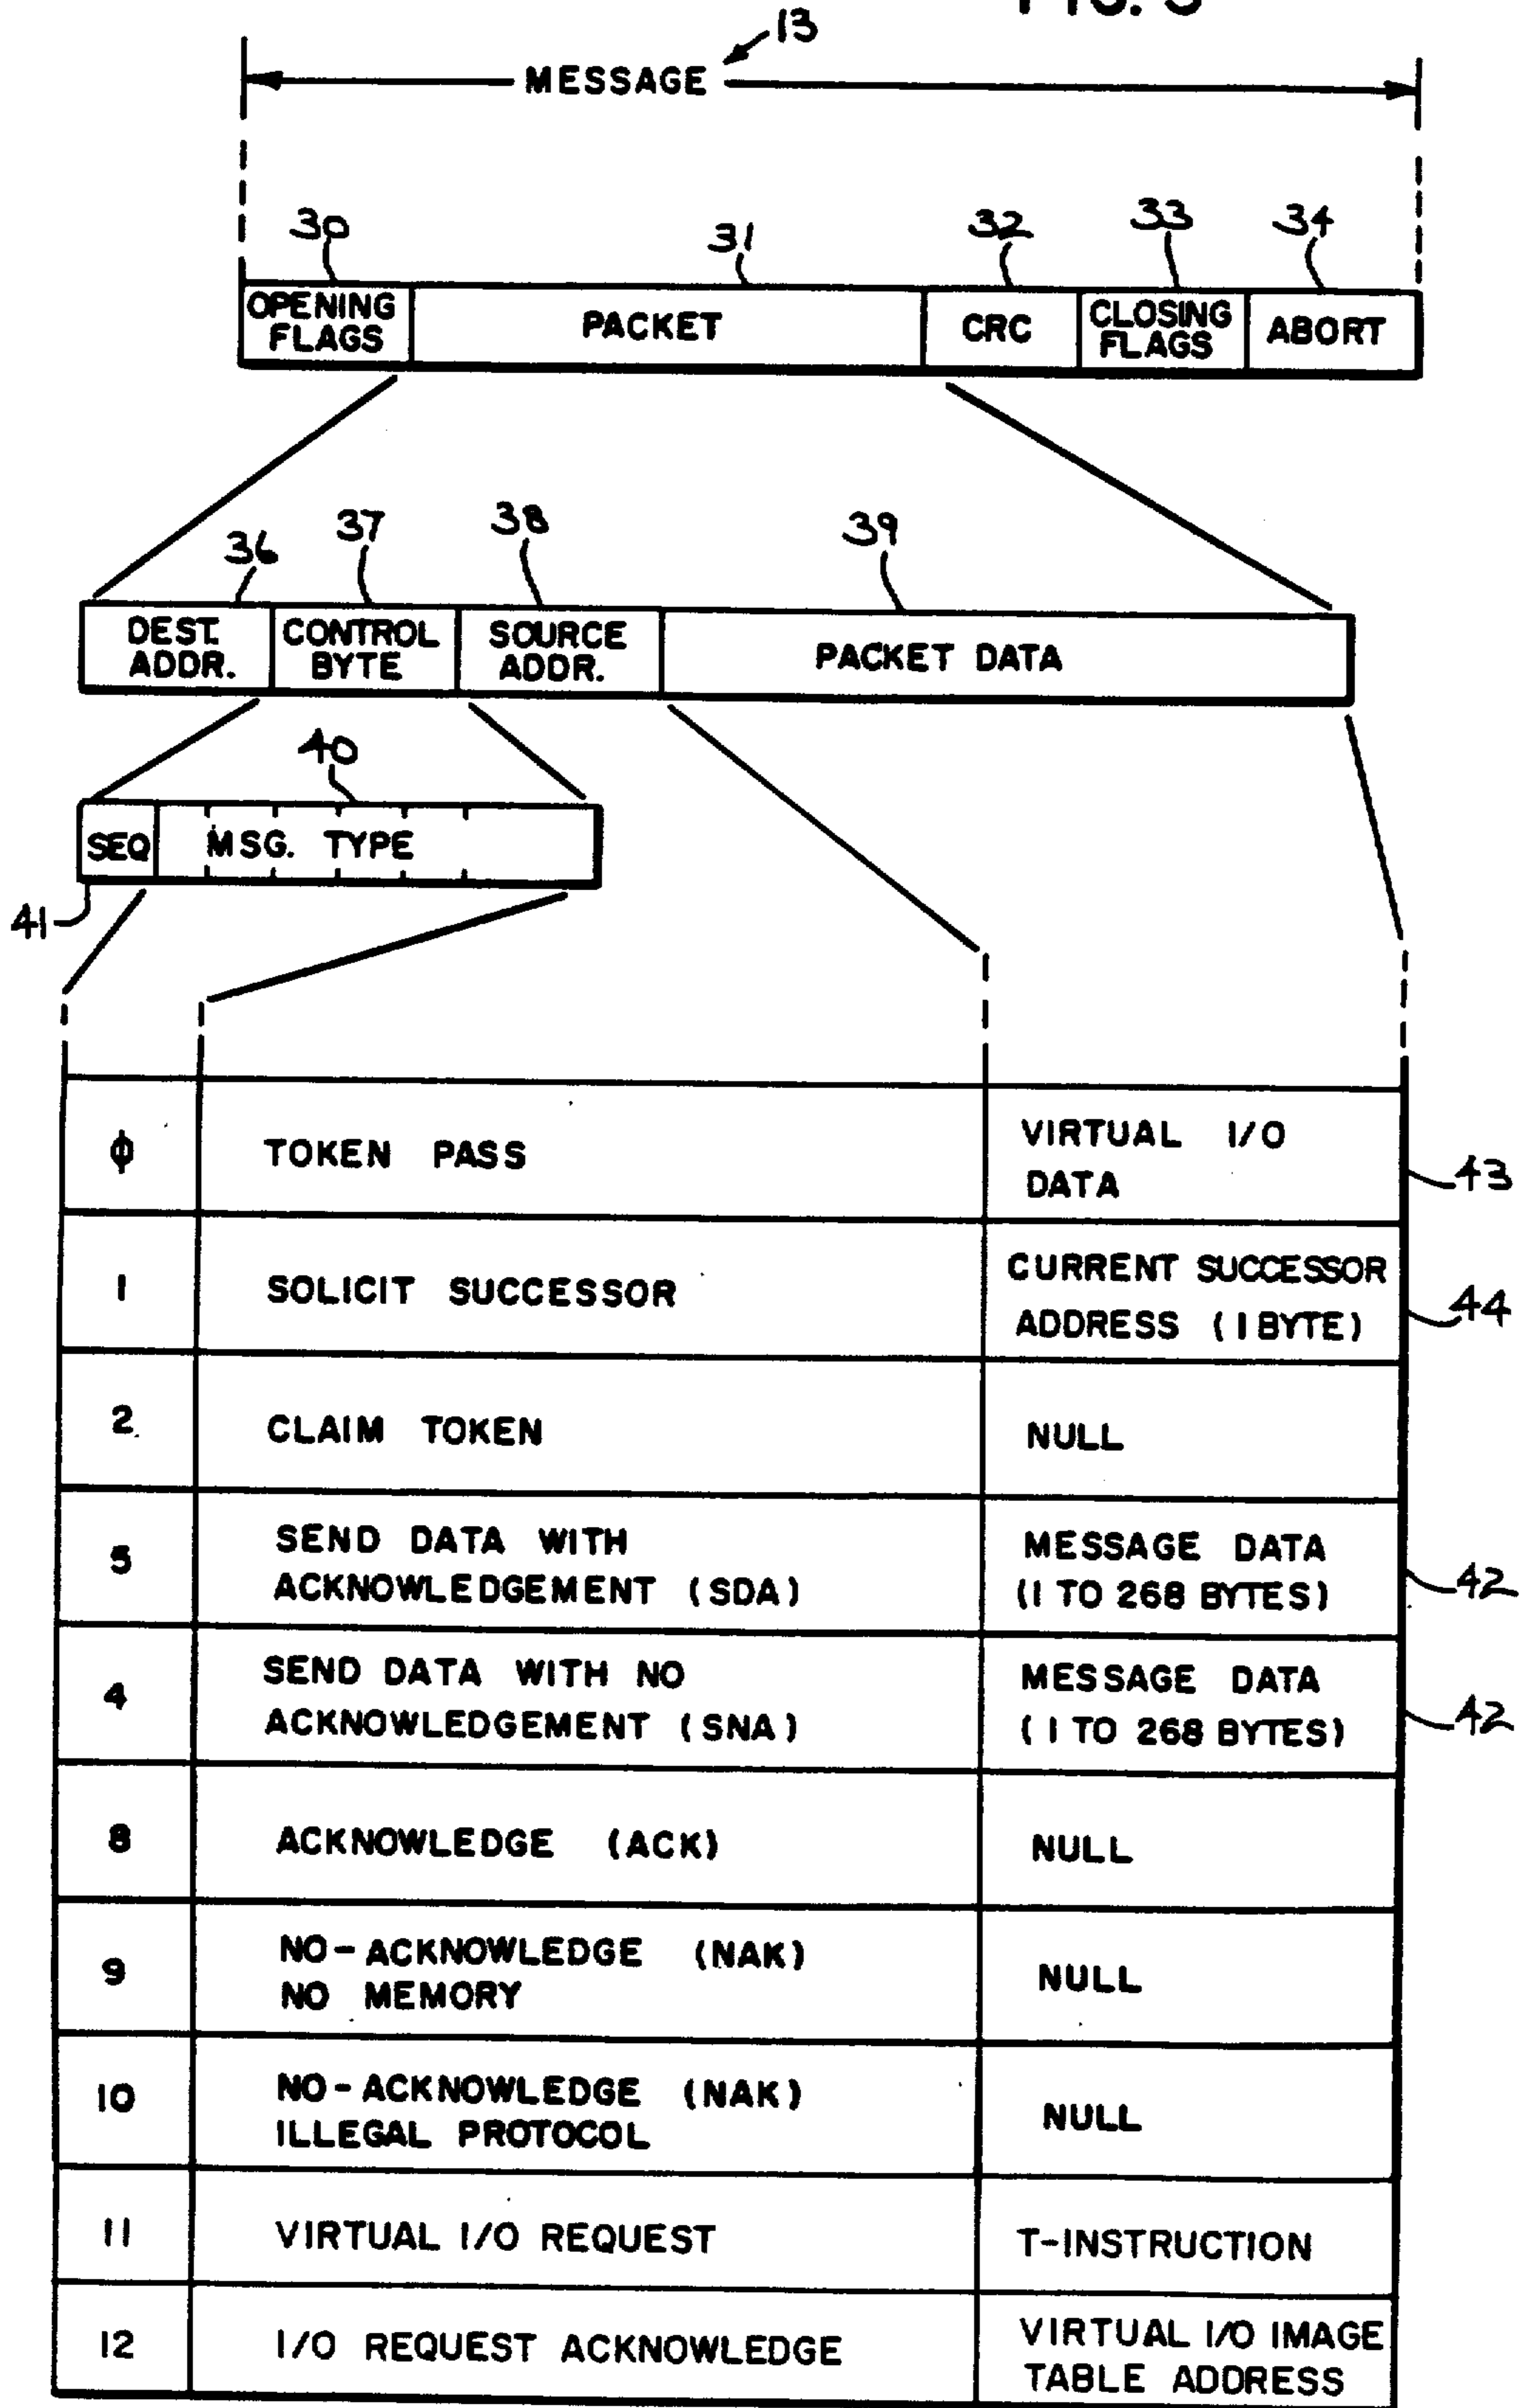 13
MESSAGE
30
31
32
33
34
OPENING
FLAGS
PACKET
CRC
CLOSING
FLAGS
ABORT
36
37
38
39
DEST.
ADDR.
CONTROL
BYTE
SOURCE
ADDR.
PACKET DATA
40
SEQ
MSG. TYPE
41
ϕ
TOKEN PASS
VIRTUAL I/O
DATA
43
1
SOLICIT SUCCESSOR
CURRENT SUCCESSOR
ADDRESS (1 BYTE)
44
2
CLAIM TOKEN
NULL
5
SEND DATA WITH
ACKNOWLEDGEMENT (SDA)
MESSAGE DATA
(1 TO 268 BYTES)
42
4
SEND DATA WITH NO
ACKNOWLEDGEMENT (SNA)
MESSAGE DATA
(1 TO 268 BYTES)
42
8
ACKNOWLEDGE (ACK)
NULL
9
NO-ACKNOWLEDGE (NAK)
NO MEMORY
NULL
10
NO-ACKNOWLEDGE (NAK)
ILLEGAL PROTOCOL
NULL
11
VIRTUAL I/O REQUEST
T-INSTRUCTION
12
I/O REQUEST ACKNOWLEDGE
VIRTUAL I/O IMAGE
TABLE ADDRESS